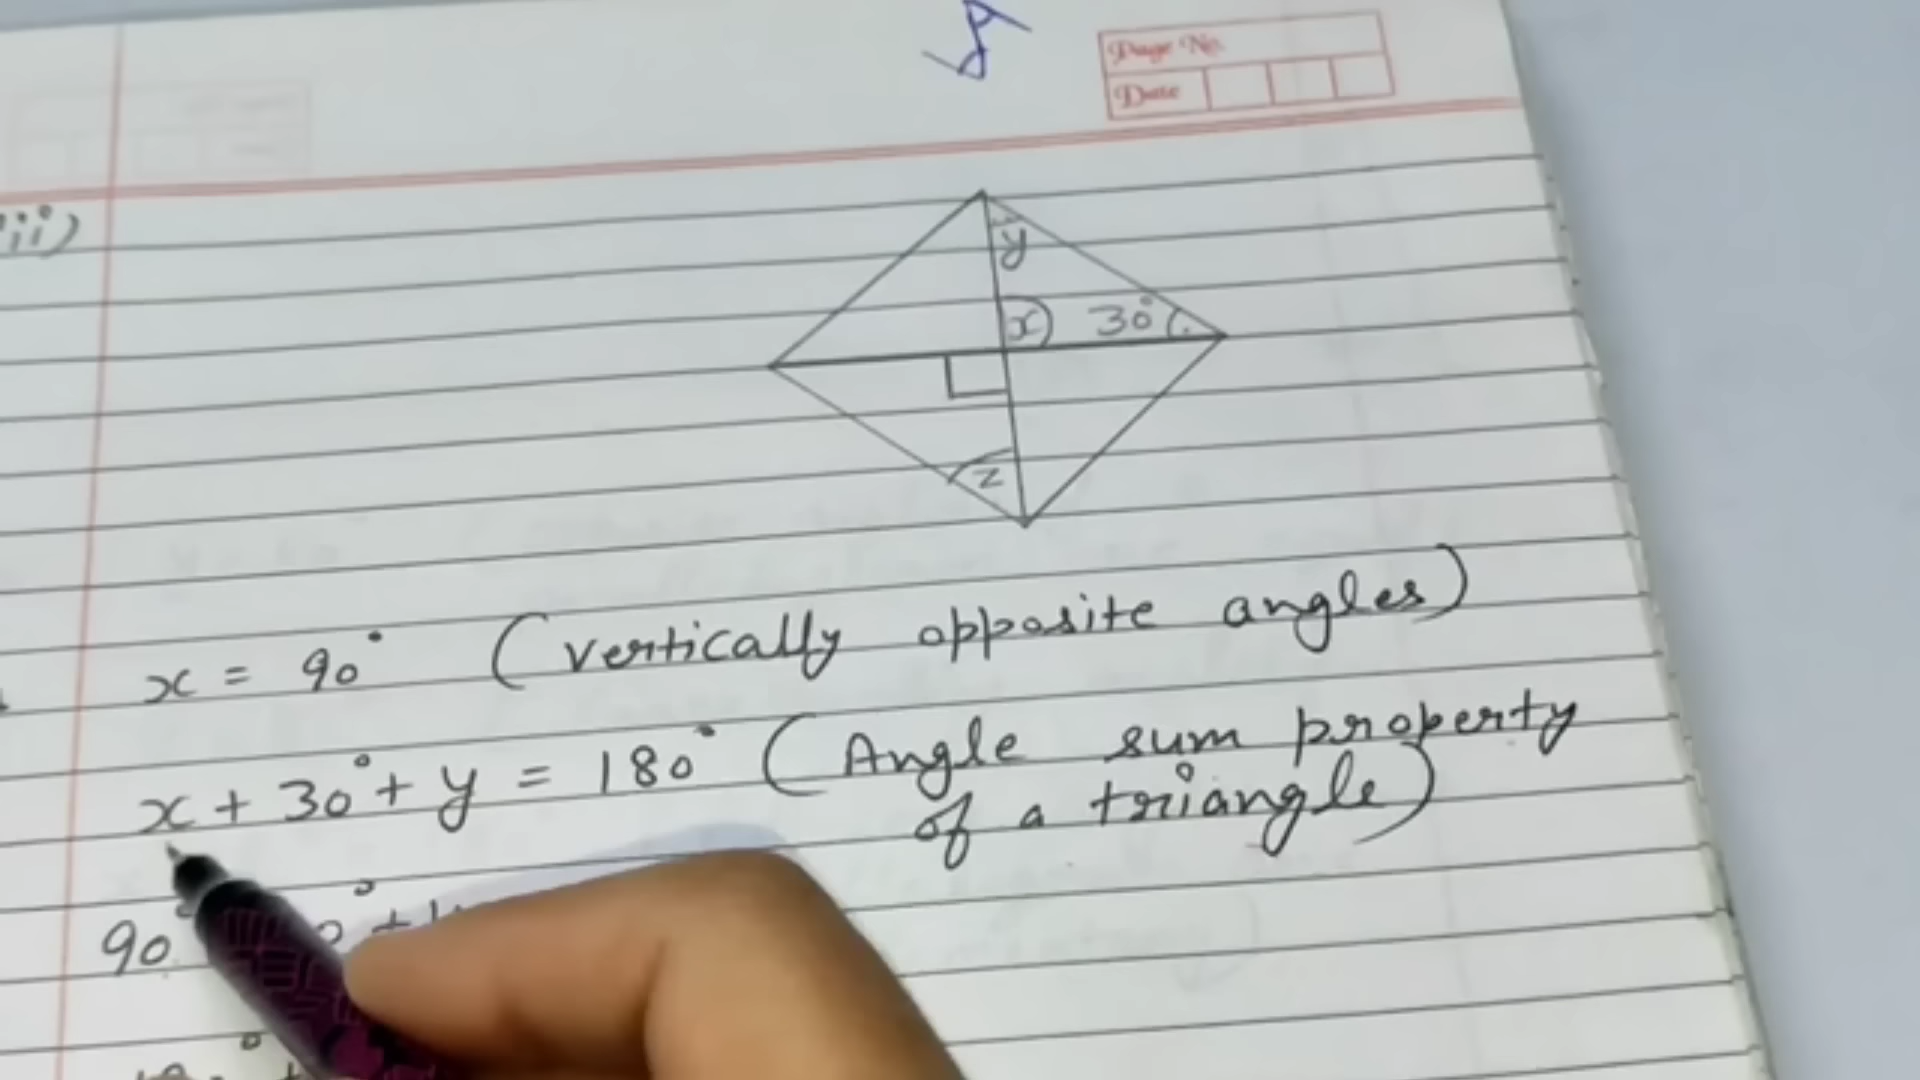 Page No.
Date
iii)
y
x 30°
z
x = 90° (vertically opposite angles)
x + 30° + y = 180° (Angle sum property
of a triangle)
90°